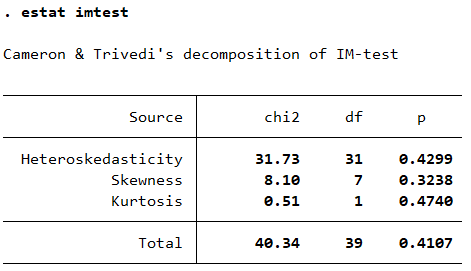 . estat imtest
Cameron & Trivedi's decomposition of IM-test
Source chi2 df p
Heteroskedasticity 31.73 31 0.4299
Skewness 8.10 7 0.3238
Kurtosis 0.51 1 0.4740
Total 40.34 39 0.4107